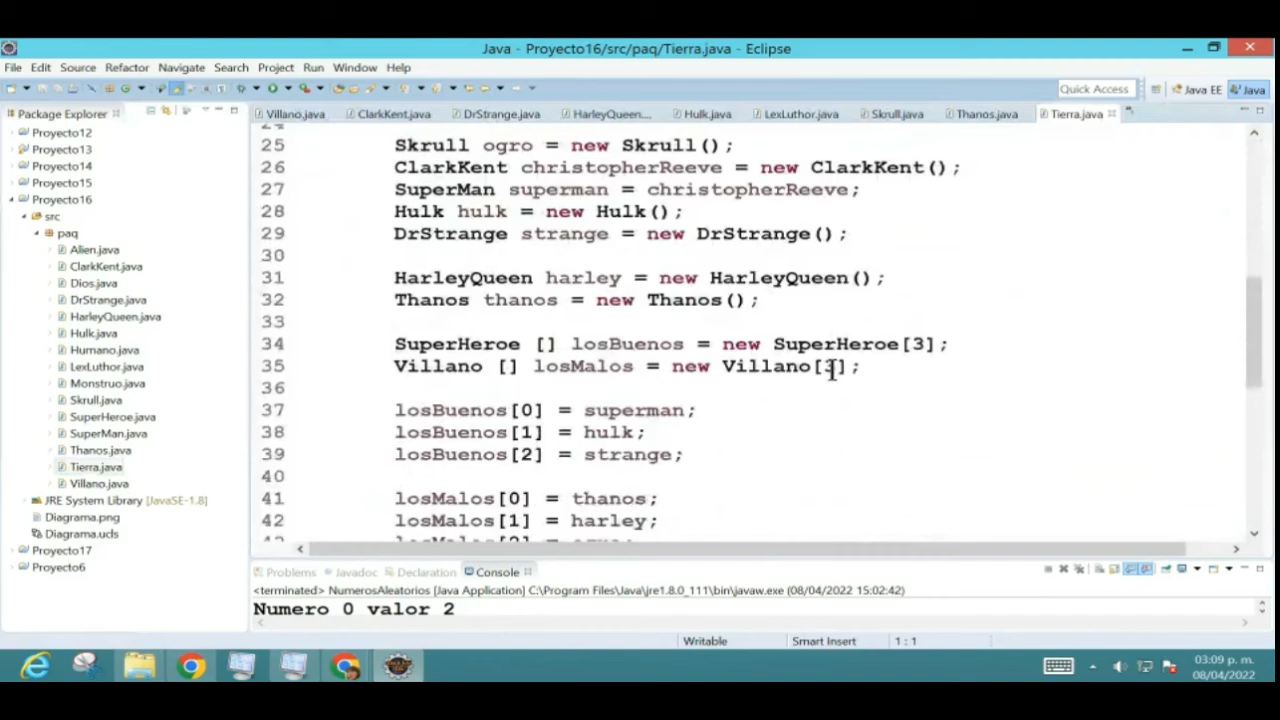 Java - Proyecto16/src/paq/Tierra.java - Eclipse
File Edit Source Refactor Navigate Search Project Run Window Help
Quick Access
Java EE
Java
Package Explorer
Villano.java
ClarkKent.java
DrStrange.java
HarleyQueen....
Hulk.java
LexLuthor.java
Skrull.java
Thanos.java
Tierra.java
Proyecto12
Proyecto13
Proyecto14
Proyecto15
Proyecto16
src
paq
Alien.java
ClarkKent.java
Dios.java
DrStrange.java
HarleyQueen.java
Hulk.java
Humano.java
LexLuthor.java
Monstruo.java
Skrull.java
SuperHeroe.java
SuperMan.java
Thanos.java
Tierra.java
Villano.java
JRE System Library [JavaSE-1.8]
Diagrama.png
Diagrama.ucls
Proyecto17
Proyecto6
25 Skrull ogro = new Skrull();
26 ClarkKent christopherReeve = new ClarkKent();
27 SuperMan superman = christopherReeve;
28 Hulk hulk = new Hulk();
29 DrStrange strange = new DrStrange();
30
31 HarleyQueen harley = new HarleyQueen();
32 Thanos thanos = new Thanos();
33
34 SuperHeroe [] losBuenos = new SuperHeroe[3];
35 Villano [] losMalos = new Villano[3];
36
37 losBuenos[0] = superman;
38 losBuenos[1] = hulk;
39 losBuenos[2] = strange;
40
41 losMalos[0] = thanos;
42 losMalos[1] = harley;
Problems Javadoc Declaration Console
<terminated> NumerosAleatorios [Java Application] C:\Program Files\Java\jre1.8.0_111\bin\javaw.exe (08/04/2022 15:02:42)
Numero 0 valor 2
Writable
Smart Insert
1 : 1
03:09 p. m.
08/04/2022